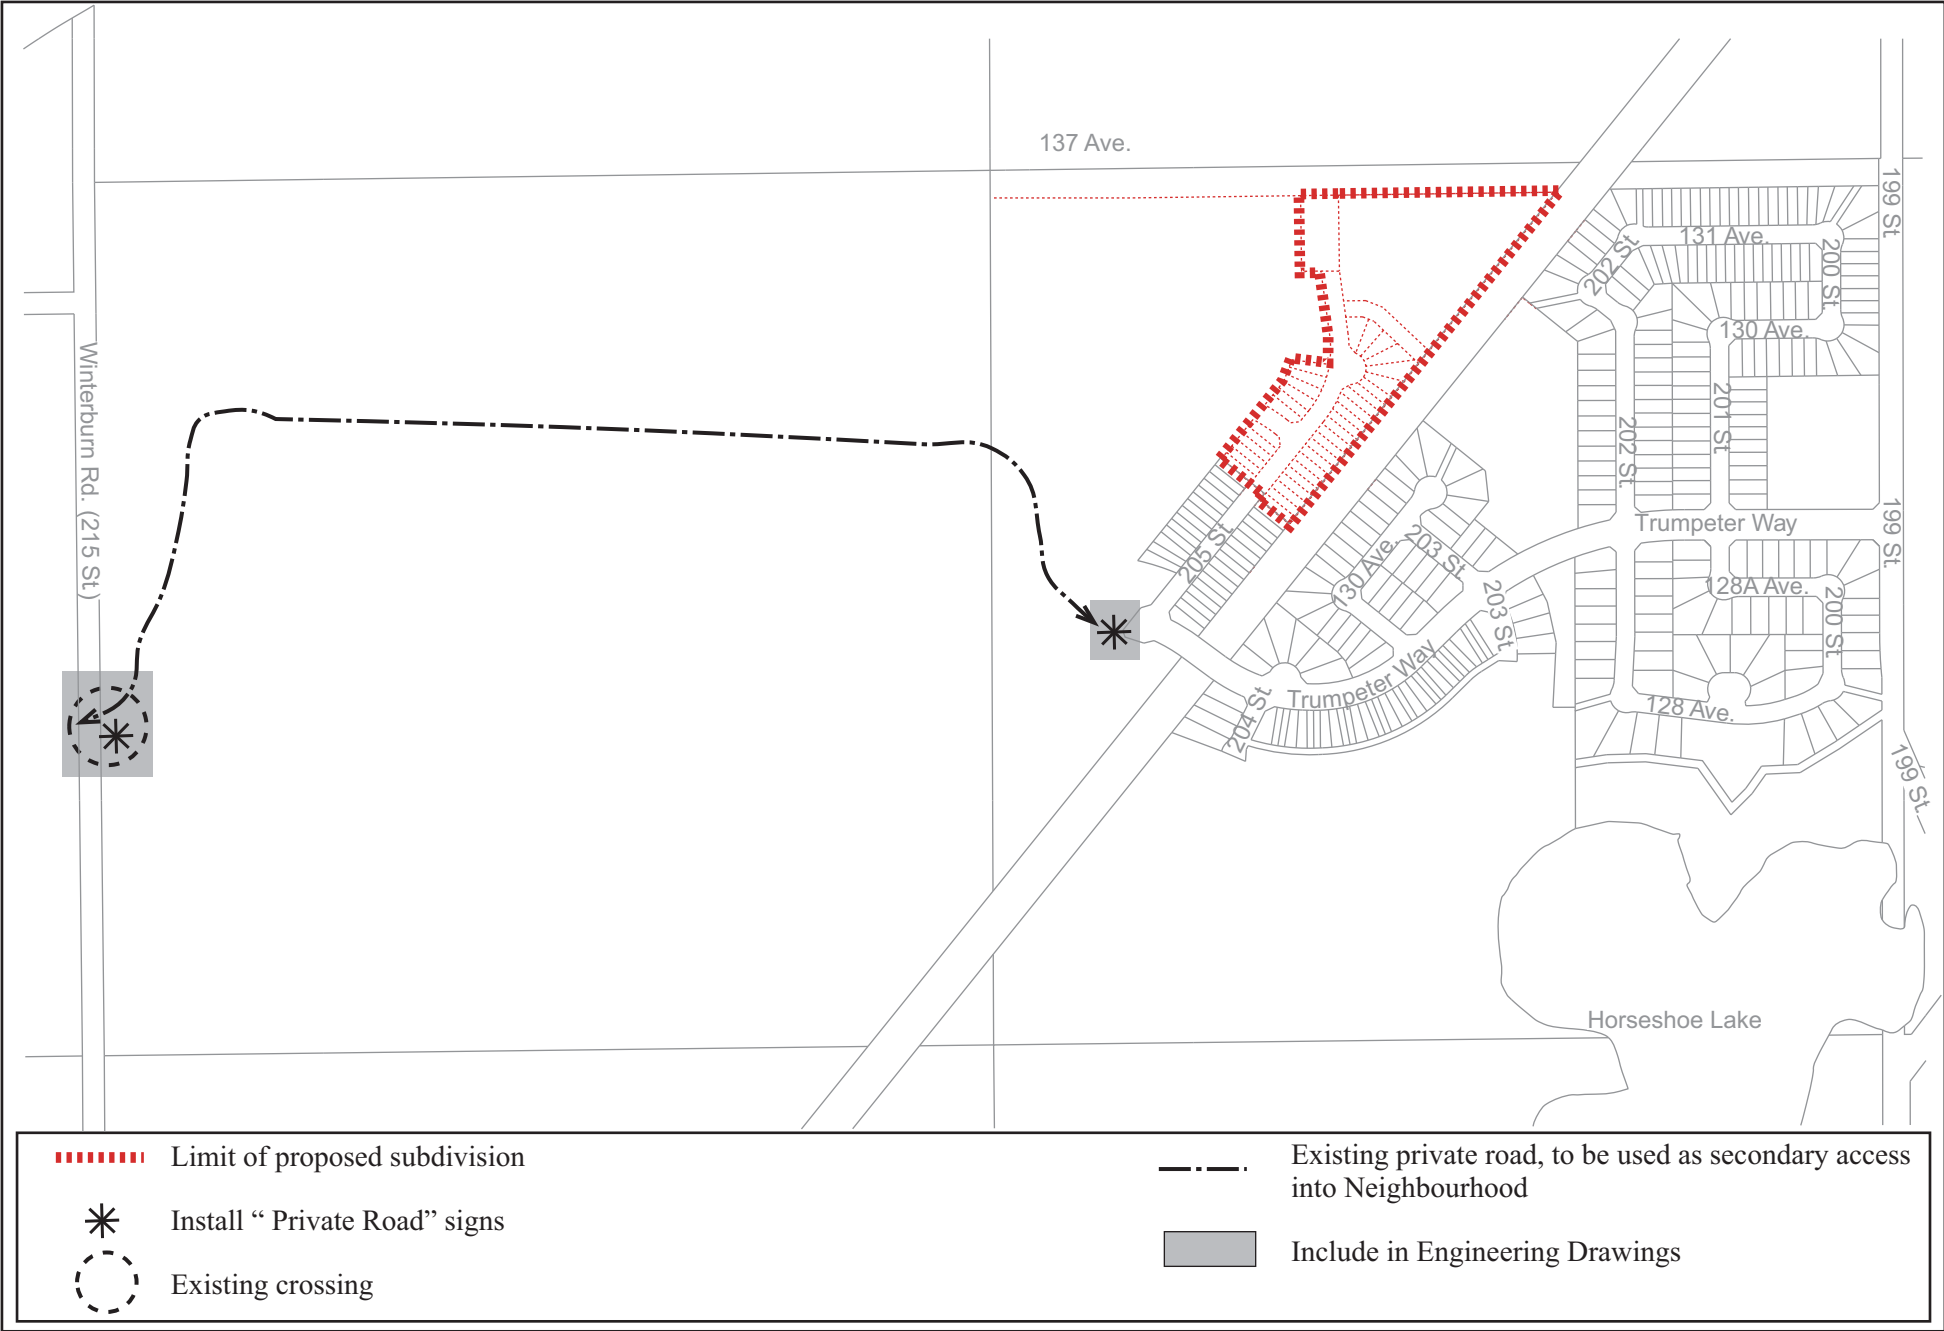 137 Ave.
199 St
131 Ave.
202 St
200 St.
130 Ave.
Winterburn Rd. (215 St.)
201 St
202 St.
199 St.
Trumpeter Way
205 St.
130 Ave.
203 St
203 St
128A Ave.
200 St
Trumpeter Way
204 St
128 Ave.
199 St.
Horseshoe Lake
Limit of proposed subdivision
Install “ Private Road” signs
Existing crossing
Existing private road, to be used as secondary access
into Neighbourhood
Include in Engineering Drawings